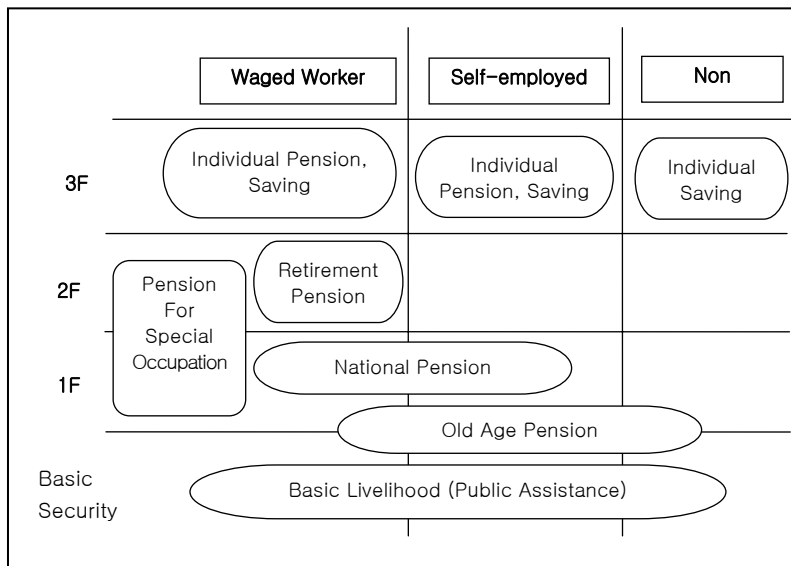 Waged Worker
Self-employed
Non
3F
Individual Pension,
Saving
Individual
Pension, Saving
Individual
Saving
2F
Pension
For
Special
Occupation
Retirement
Pension
1F
National Pension
Old Age Pension
Basic
Security
Basic Livelihood (Public Assistance)